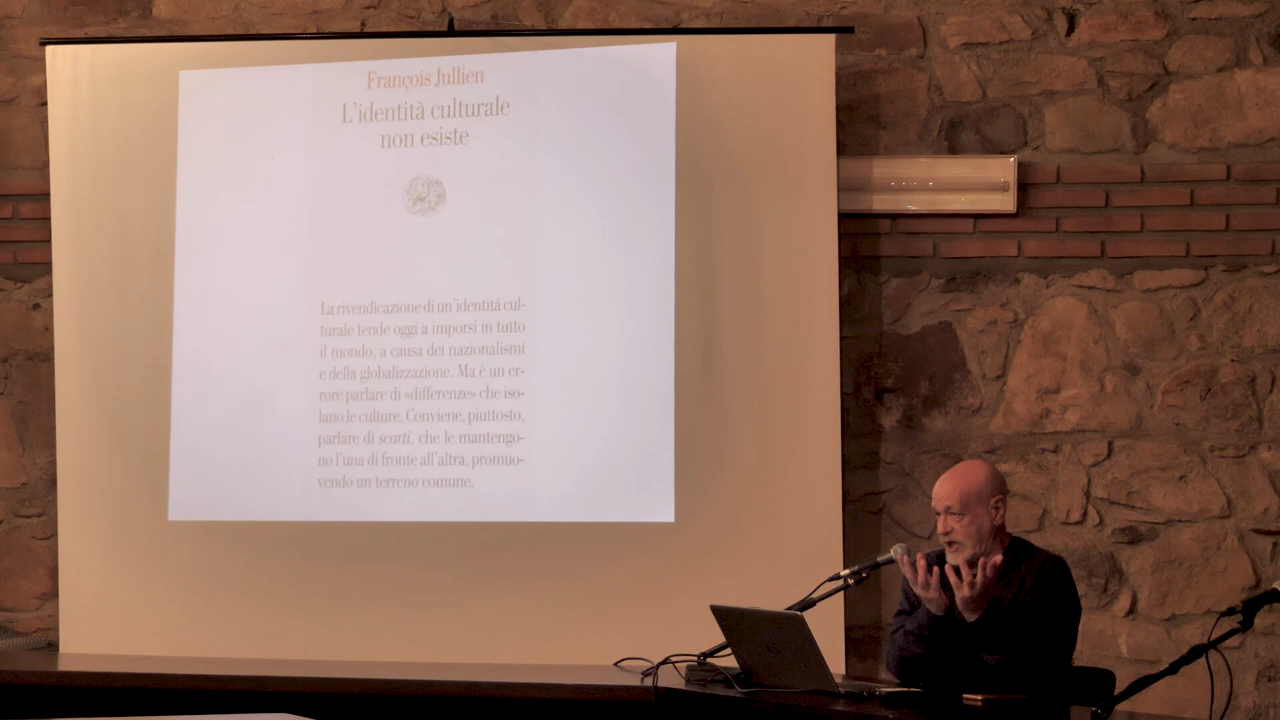 François Jullien
L'identità culturale
non esiste
La rivendicazione di un'identità cul-
turale tende oggi a imporsi in tutto
il mondo, a causa dei nazionalismi
e della globalizzazione. Ma è un er-
rore parlare di «differenze» che iso-
lano le culture. Conviene, piuttosto,
parlare di scarti, che le mantengo-
no l'una di fronte all'altra, promuo-
vendo un terreno comune.